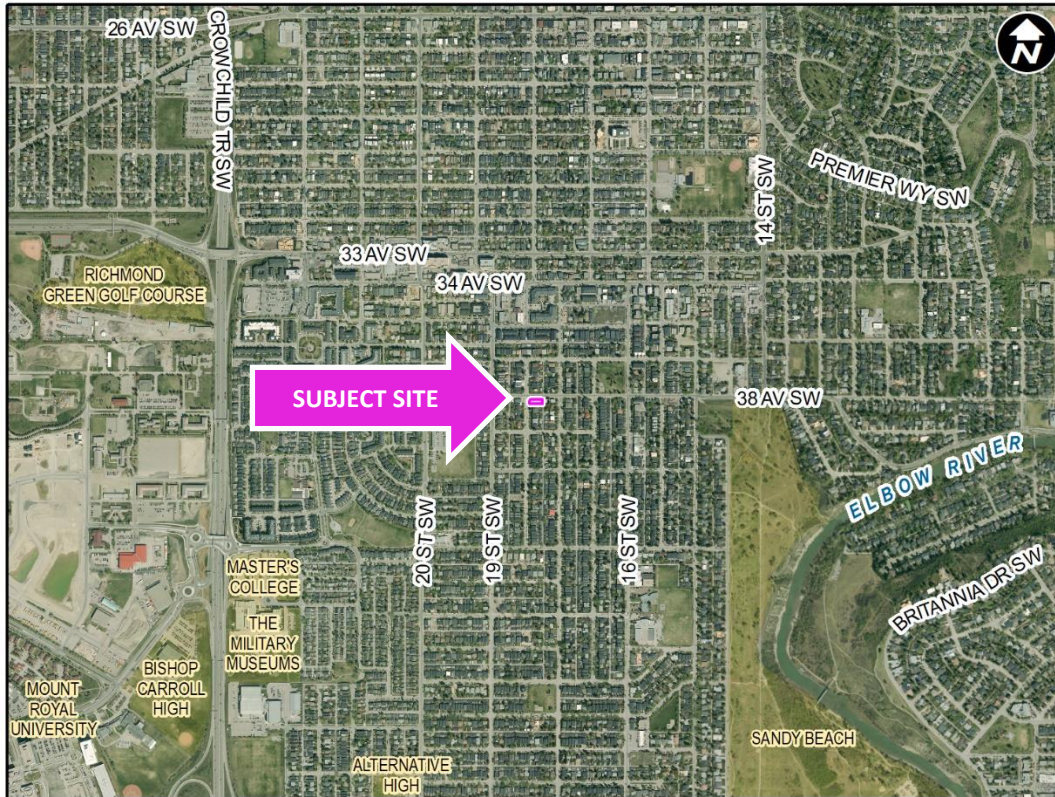 26 AV SW
CROWCHILD TR SW
N
PREMIER WY SW
14 ST SW
33 AV SW
RICHMOND
GREEN GOLF COURSE
34 AV SW
SUBJECT SITE
38 AV SW
ELBOW RIVER
20 ST SW
19 ST SW
16 ST SW
BRITANNIA DR SW
MASTER'S
COLLEGE
THE
MILITARY
MUSEUMS
BISHOP
CARROLL
HIGH
MOUNT
ROYAL
UNIVERSITY
SANDY BEACH
ALTERNATIVE
HIGH